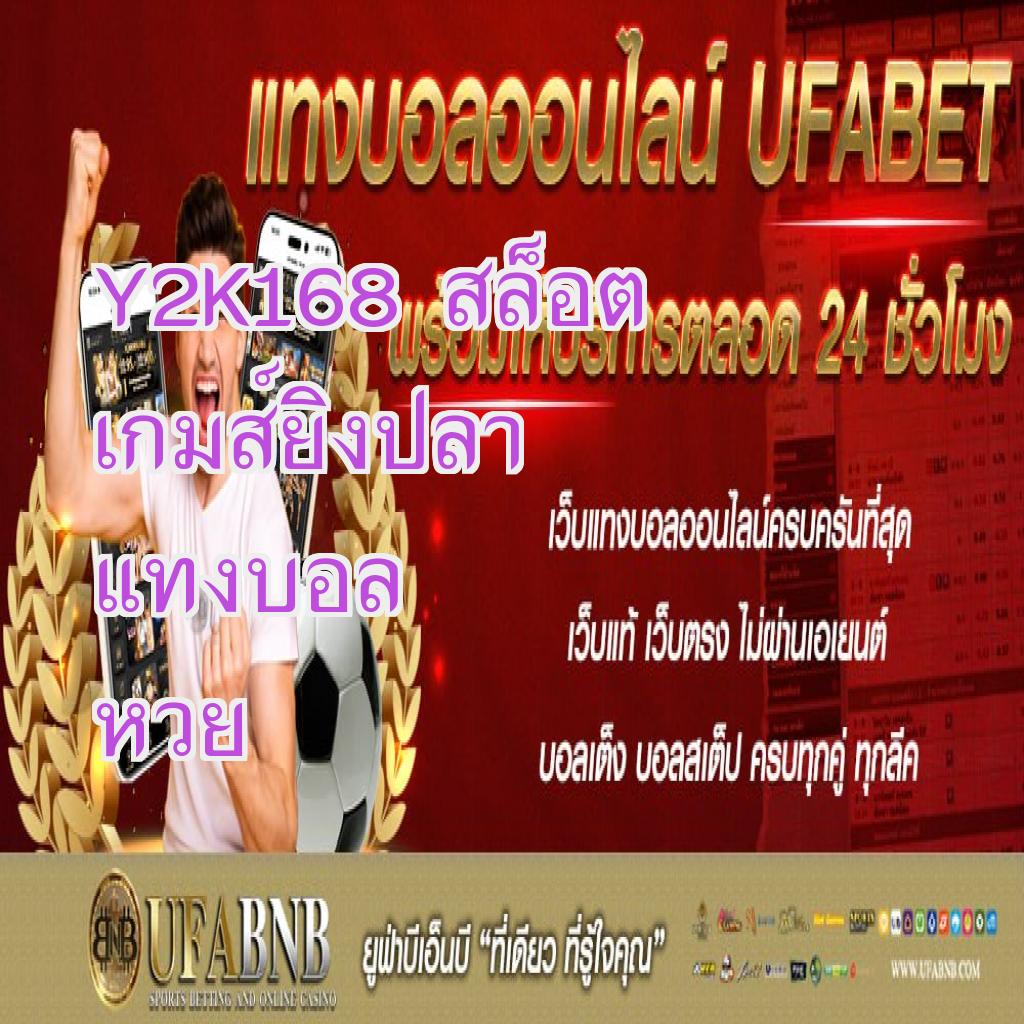 แทงบอลออนไลน์ UFABET
พร้อมให้บริการตลอด 24 ชั่วโมง
Y2K168 สล็อต
เกมส์ยิงปลา
แทงบอล
หวย
เว็บแทงบอลออนไลน์ครบครันที่สุด
เว็บแท้ เว็บตรง ไม่ผ่านเอเยนต์
บอลเต็ง บอลสเต็ป ครบทุกคู่ ทุกลีค
UFABNB
SPORTS BETTING AND ONLINE CASINO
ยูฟ่าบีเอ็นบี “ที่เดียว ที่รู้ใจคุณ”
WWW.UFABNB.COM